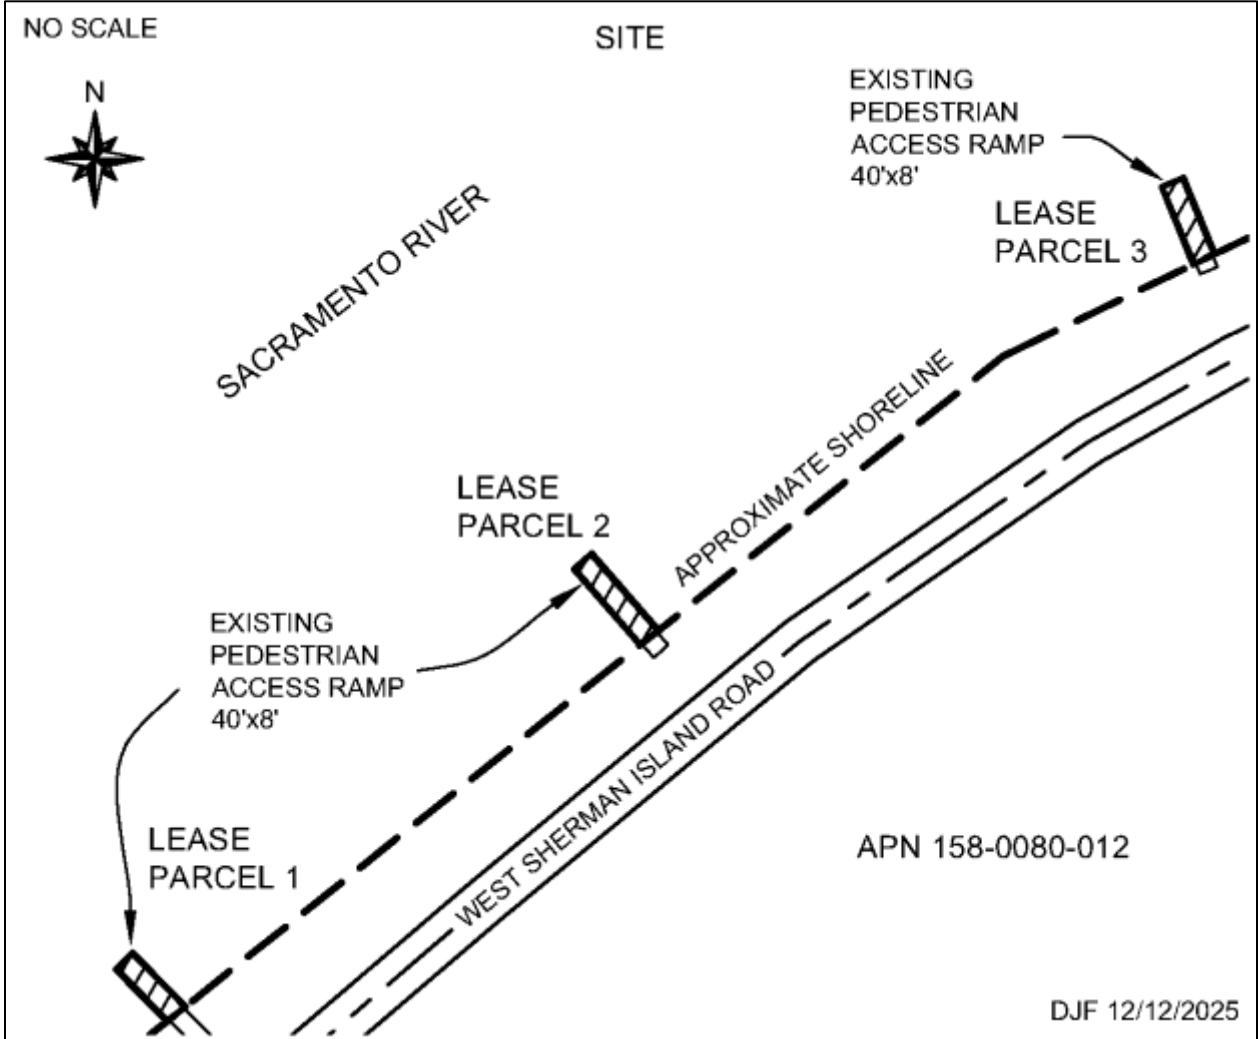 NO SCALE
SITE
N
EXISTING
PEDESTRIAN
ACCESS RAMP
40'x8'
LEASE
PARCEL 3
SACRAMENTO RIVER
APPROXIMATE SHORELINE
LEASE
PARCEL 2
EXISTING
PEDESTRIAN
ACCESS RAMP
40'x8'
WEST SHERMAN ISLAND ROAD
LEASE
PARCEL 1
APN 158-0080-012
DJF 12/12/2025